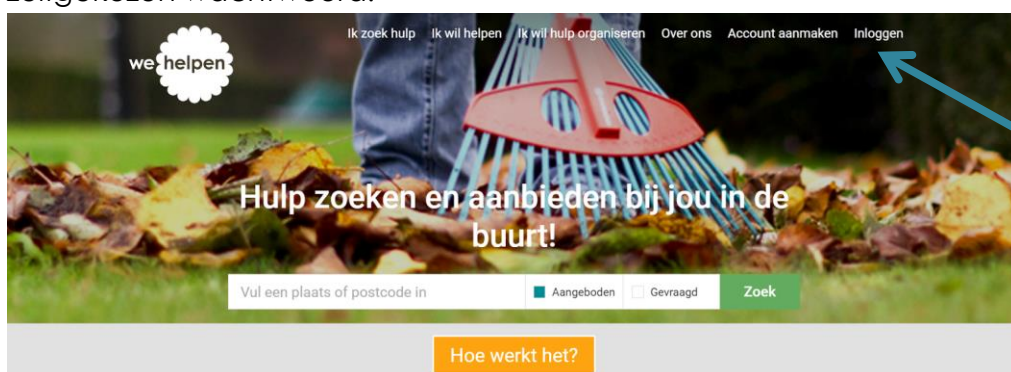 zelfgekozen wachtwoord.
we helpen
Ik zoek hulp Ik wil helpen Ik wil hulp organiseren Over ons Account aanmaken Inloggen
Hulp zoeken en aanbieden bij jou in de
buurt!
Vul een plaats of postcode in Aangeboden Gevraagd Zoek
Hoe werkt het?